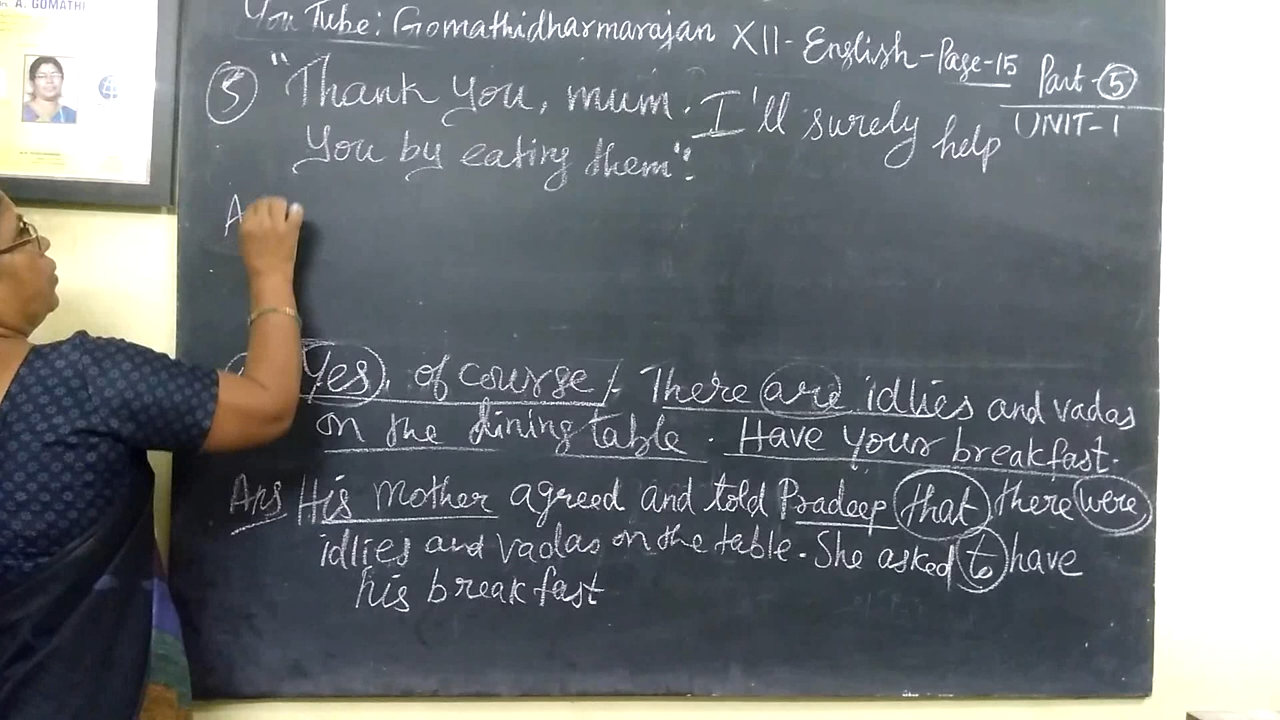 A. GOMATHI
YouTube: Gomathidharmarajan XII - English - Page - 15 Part - 5
UNIT - 1
5 "Thank you, mum. I'll surely help
you by eating them".
A
Yes, of course!. There are idlies and vadas
on the dining table. Have your breakfast.
Ans His Mother agreed and told Pradeep that there were
idlies and vadas on the table. She asked to have
his breakfast